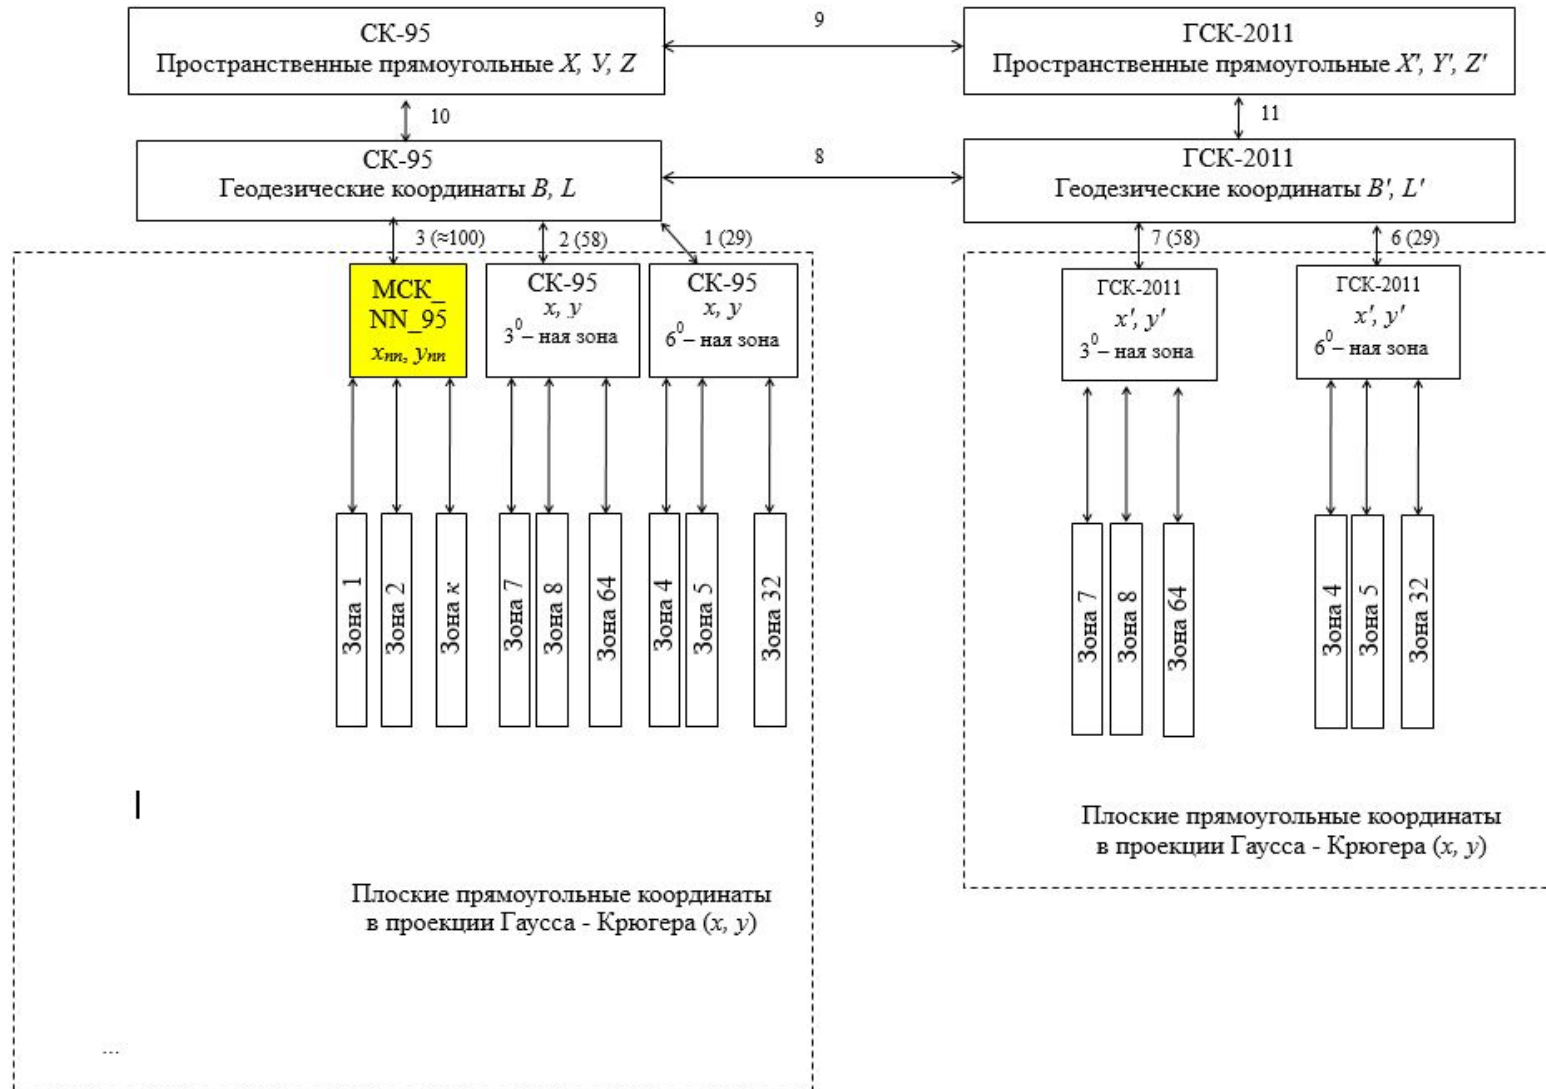 СК-95
Пространственные прямоугольные X, У, Z
9
ГСК-2011
Пространственные прямоугольные X', Y', Z'
10
11
СК-95
Геодезические координаты B, L
8
ГСК-2011
Геодезические координаты B', L'
3 (≈100)
2 (58)
1 (29)
7 (58)
6 (29)
МСК_
NN_95
xnn, ynn
СК-95
x, y
3⁰ – ная зона
СК-95
x, y
6⁰ – ная зона
ГСК-2011
x', y'
3⁰ – ная зона
ГСК-2011
x', y'
6⁰ – ная зона
Зона 1
Зона 2
Зона к
Зона 7
Зона 8
Зона 64
Зона 4
Зона 5
Зона 32
Зона 7
Зона 8
Зона 64
Зона 4
Зона 5
Зона 32
Плоские прямоугольные координаты
в проекции Гаусса - Крюгера (x, y)
Плоские прямоугольные координаты
в проекции Гаусса - Крюгера (x, y)
...